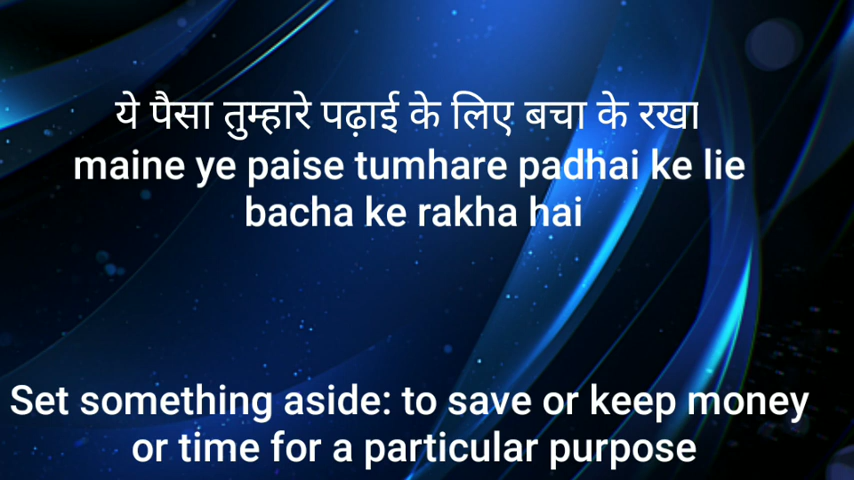 ये पैसा तुम्हारे पढ़ाई के लिए बचा के रखा
maine ye paise tumhare padhai ke lie
bacha ke rakha hai
Set something aside: to save or keep money
or time for a particular purpose